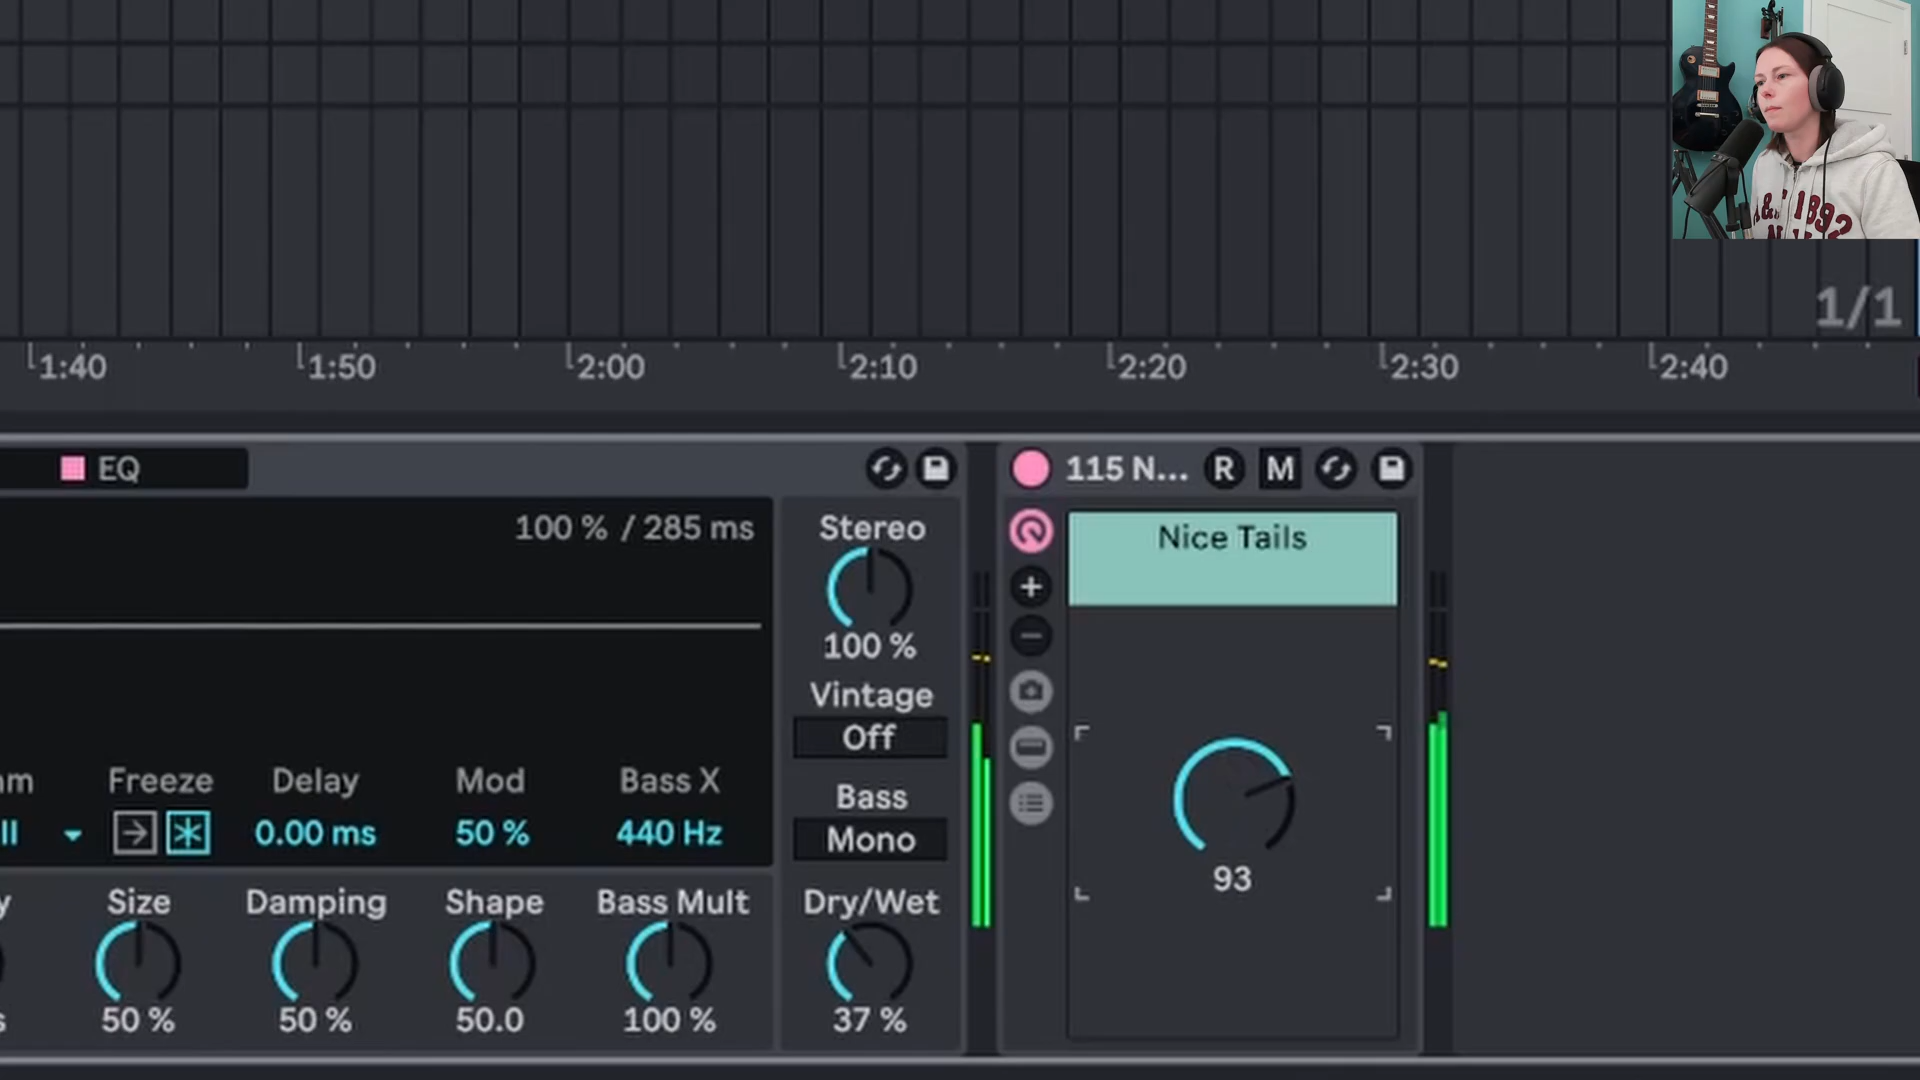 1892
1/1
1:40 1:50 2:00 2:10 2:20 2:30 2:40
EQ
115 N... R M
100 % / 285 ms
Stereo
100 %
Vintage
Off
Bass
Mono
Nice Tails
93
Freeze Delay Mod Bass X
0.00 ms 50 % 440 Hz
Size Damping Shape Bass Mult Dry/Wet
50 % 50 % 50.0 100 % 37 %